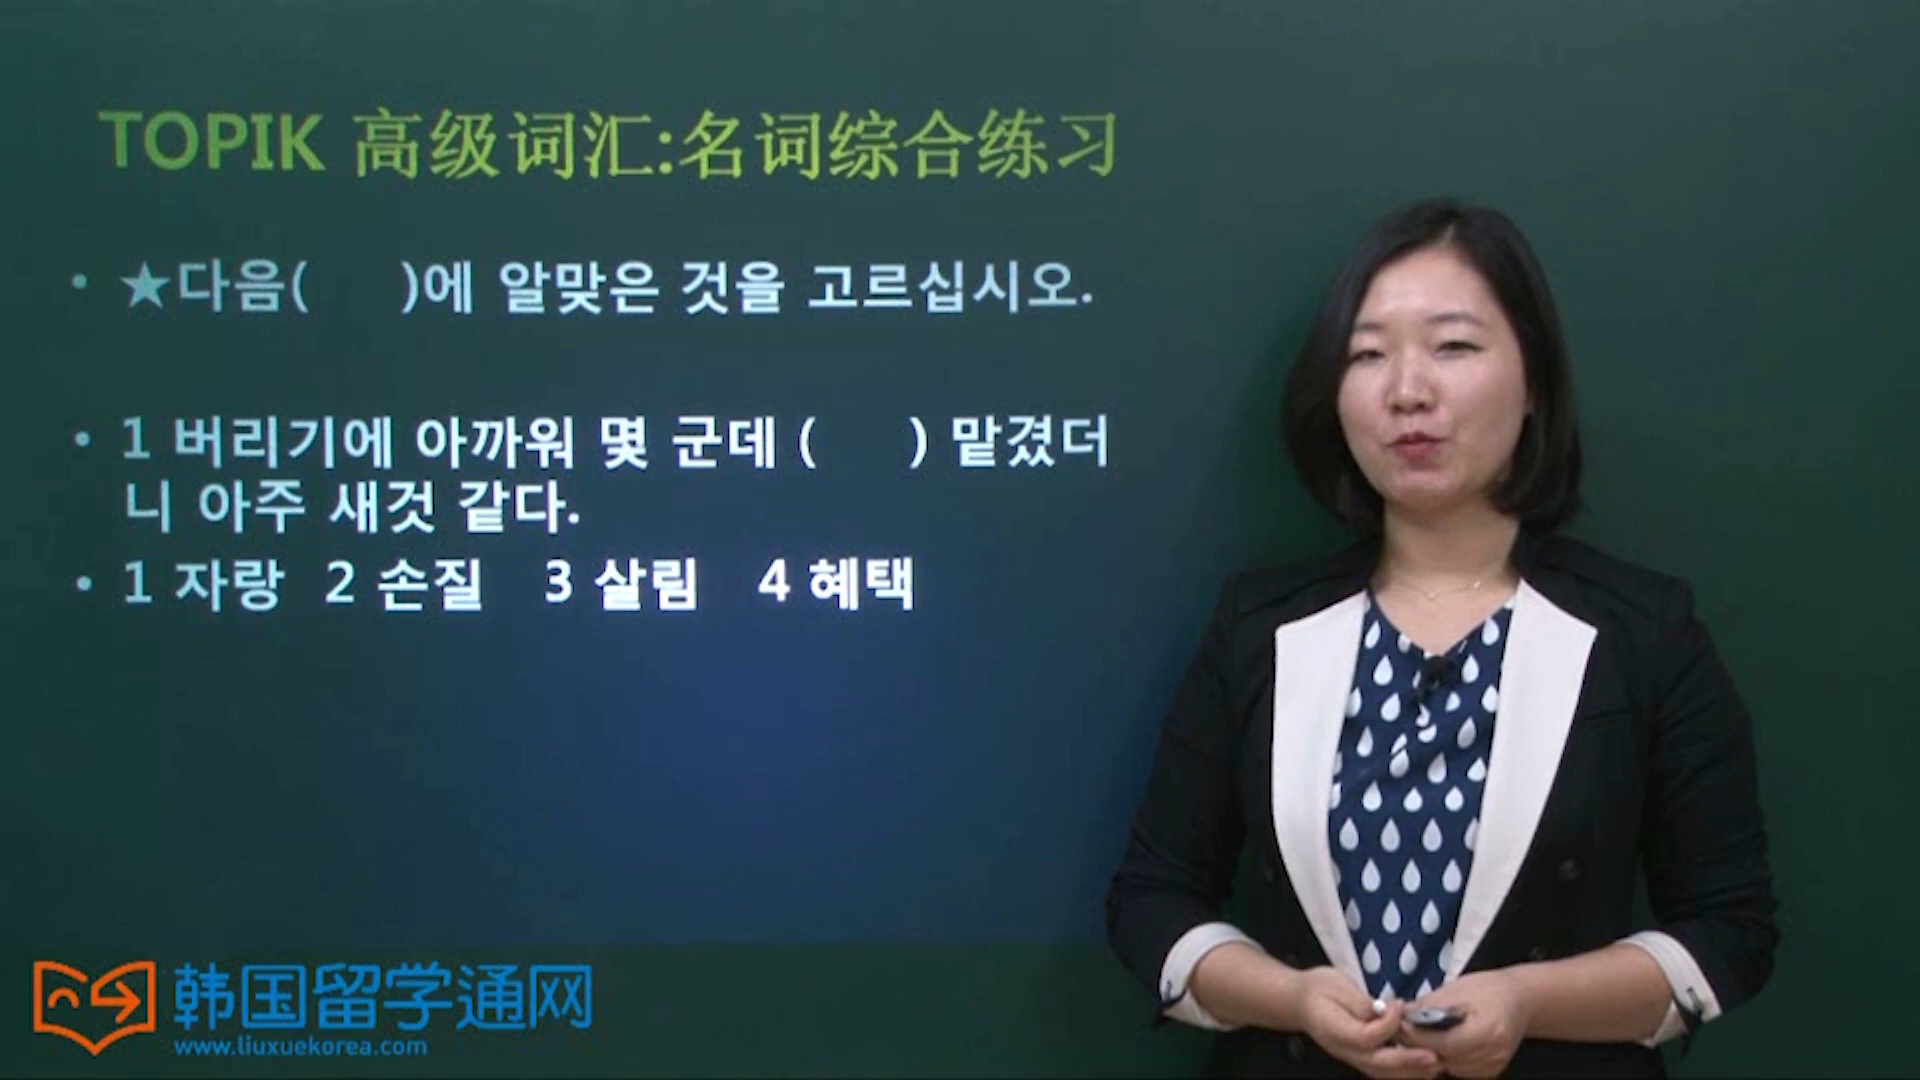 TOPIK 高级词汇:名词综合练习
• ★다음(    )에 알맞은 것을 고르십시오.
• 1 버리기에 아까워 몇 군데 (    ) 맡겼더
니 아주 새것 같다.
• 1 자랑 2 손질 3 살림 4 혜택
韩国留学通网
www.liuxuekorea.com